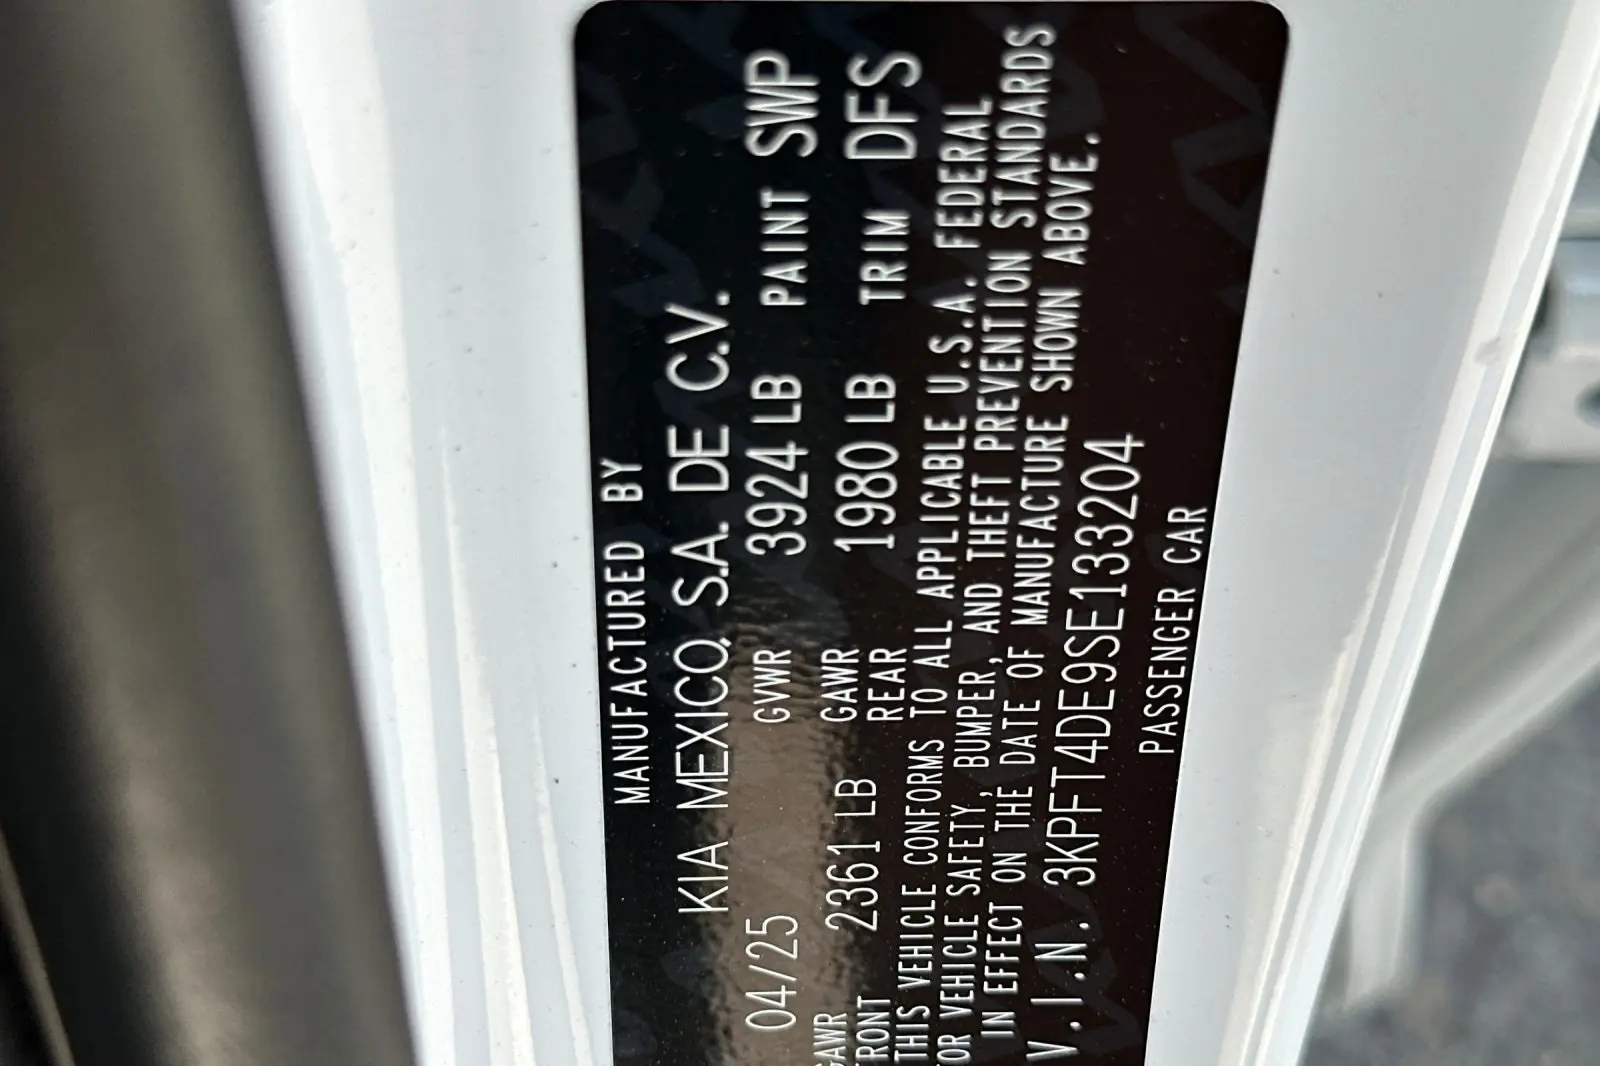 MANUFACTURED BY
KIA MEXICO, S.A. DE C.V.
04/25 GVWR 3924 LB PAINT SWP
GAWR FRONT 2361 LB GAWR REAR 1980 LB TRIM DFS
THIS VEHICLE CONFORMS TO ALL APPLICABLE U.S.A. FEDERAL
MOTOR VEHICLE SAFETY, BUMPER, AND THEFT PREVENTION STANDARDS
IN EFFECT ON THE DATE OF MANUFACTURE SHOWN ABOVE.
V.I.N. 3KPFT4DE9SE133204
PASSENGER CAR